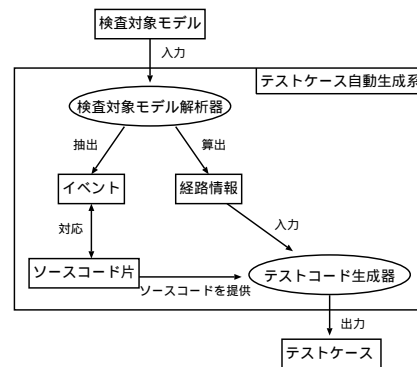 検査対象モデル
入力
テストケース自動生成系
検査対象モデル解析器
抽出
算出
イベント
経路情報
対応
入力
ソースコード片
テストコード生成器
ソースコードを提供
出力
テストケース